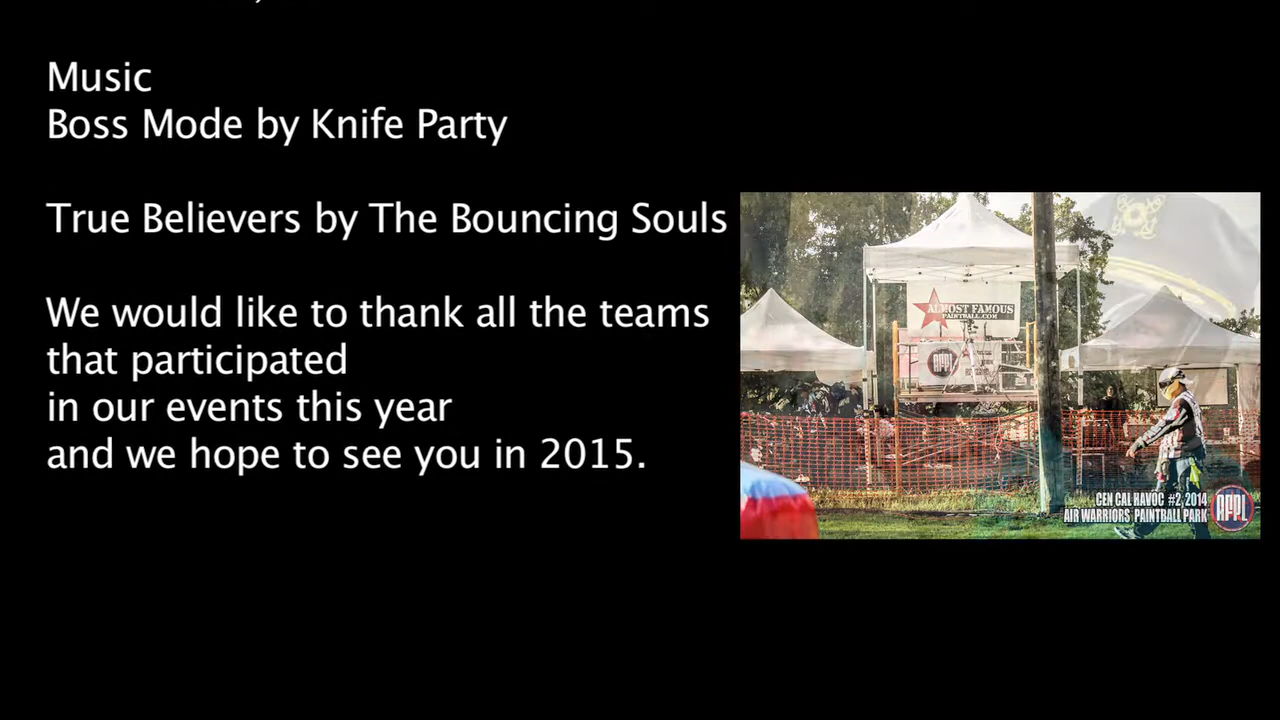 Music
Boss Mode by Knife Party
True Believers by The Bouncing Souls
We would like to thank all the teams
that participated
in our events this year
and we hope to see you in 2015.
ALMOST FAMOUS
PAINTBALL.COM
APPL
CEN CAL HAVOC #2 2014
AIR WARRIORS PAINTBALL PARK
APPL